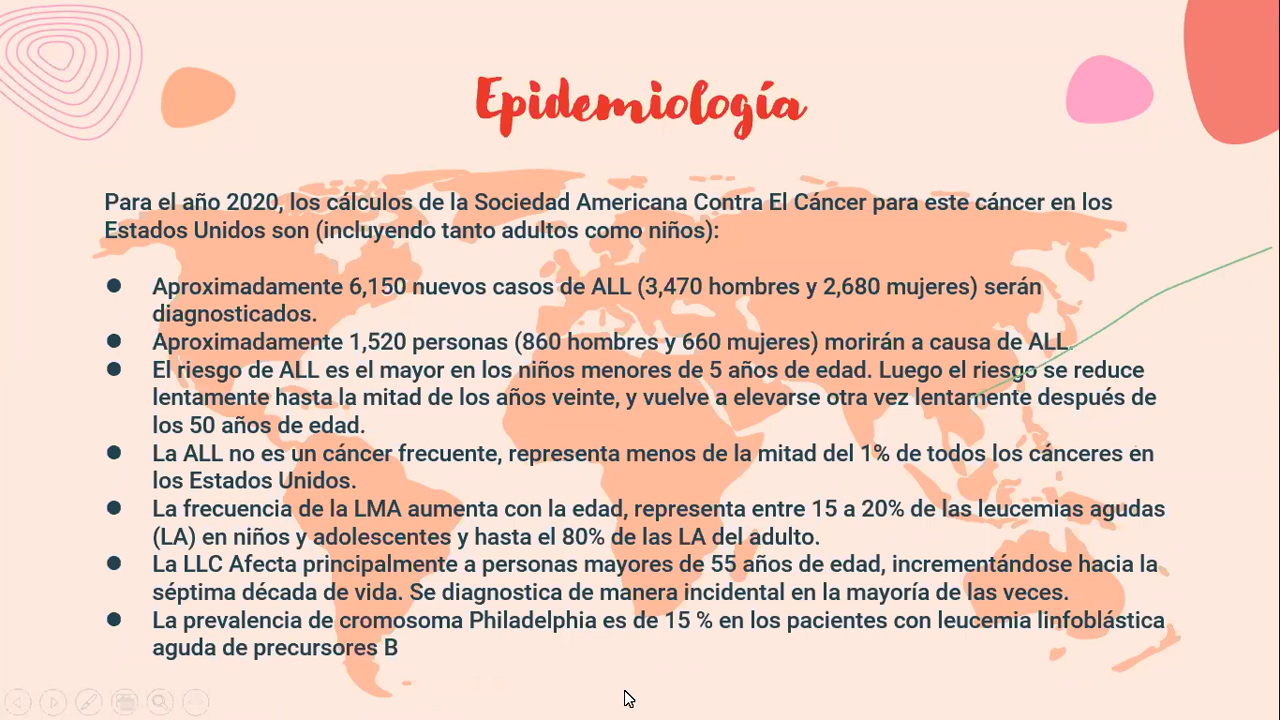 Epidemiología
Para el año 2020, los cálculos de la Sociedad Americana Contra El Cáncer para este cáncer en los
Estados Unidos son (incluyendo tanto adultos como niños):
● Aproximadamente 6,150 nuevos casos de ALL (3,470 hombres y 2,680 mujeres) serán
diagnosticados.
● Aproximadamente 1,520 personas (860 hombres y 660 mujeres) morirán a causa de ALL.
● El riesgo de ALL es el mayor en los niños menores de 5 años de edad. Luego el riesgo se reduce
lentamente hasta la mitad de los años veinte, y vuelve a elevarse otra vez lentamente después de
los 50 años de edad.
● La ALL no es un cáncer frecuente, representa menos de la mitad del 1% de todos los cánceres en
los Estados Unidos.
● La frecuencia de la LMA aumenta con la edad, representa entre 15 a 20% de las leucemias agudas
(LA) en niños y adolescentes y hasta el 80% de las LA del adulto.
● La LLC Afecta principalmente a personas mayores de 55 años de edad, incrementándose hacia la
séptima década de vida. Se diagnostica de manera incidental en la mayoría de las veces.
● La prevalencia de cromosoma Philadelphia es de 15 % en los pacientes con leucemia linfoblástica
aguda de precursores B